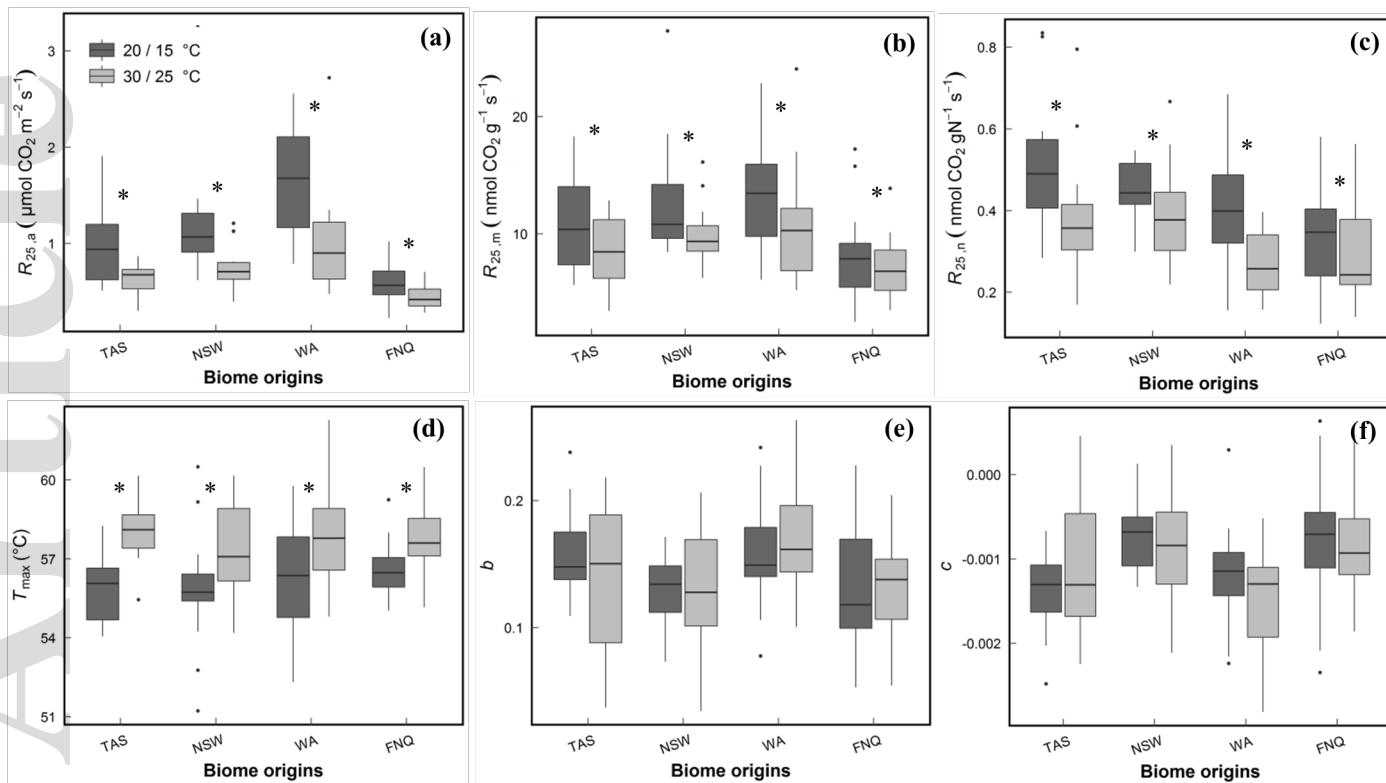 (a)
20 / 15 °C
30 / 25 °C
3
2
1
R25,a ( µmol CO2 m−2 s−1)
TAS
NSW
WA
FNQ
Biome origins
*
*
*
*
(b)
20
10
R25,m ( nmol CO2 g−1 s−1)
TAS
NSW
WA
FNQ
Biome origins
*
*
*
*
(c)
0.8
0.6
0.4
0.2
R25,n ( nmol CO2 gN−1 s−1)
TAS
NSW
WA
FNQ
Biome origins
*
*
*
*
(d)
60
57
54
51
Tmax (°C)
TAS
NSW
WA
FNQ
Biome origins
*
*
*
*
(e)
0.2
0.1
b
TAS
NSW
WA
FNQ
Biome origins
(f)
0.000
-0.001
-0.002
c
TAS
NSW
WA
FNQ
Biome origins
Article